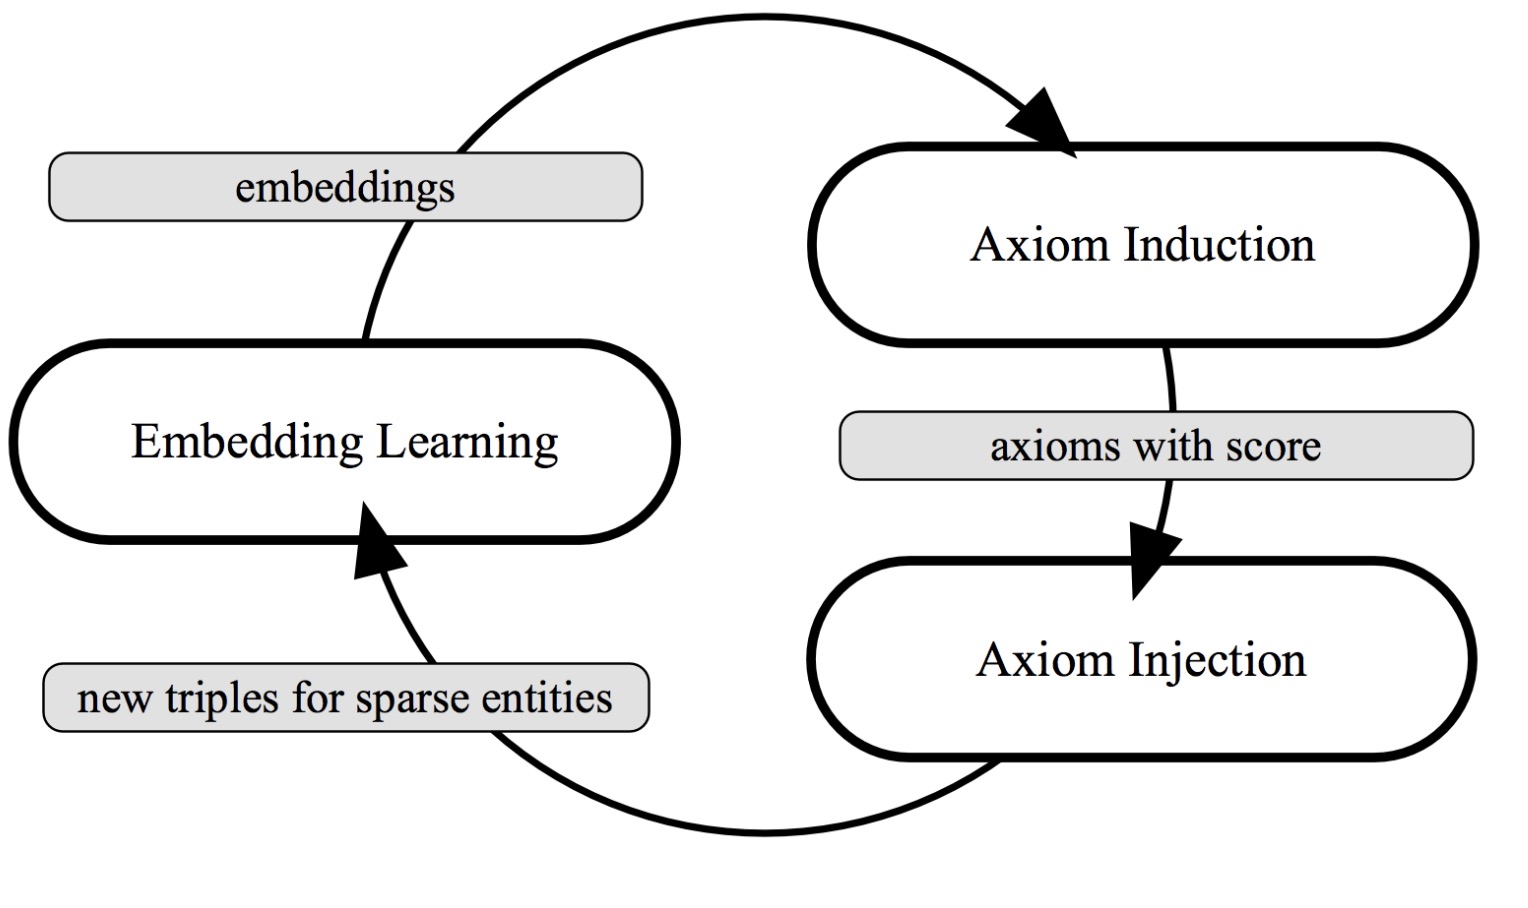 embeddings
Axiom Induction
Embedding Learning
axioms with score
Axiom Injection
new triples for sparse entities